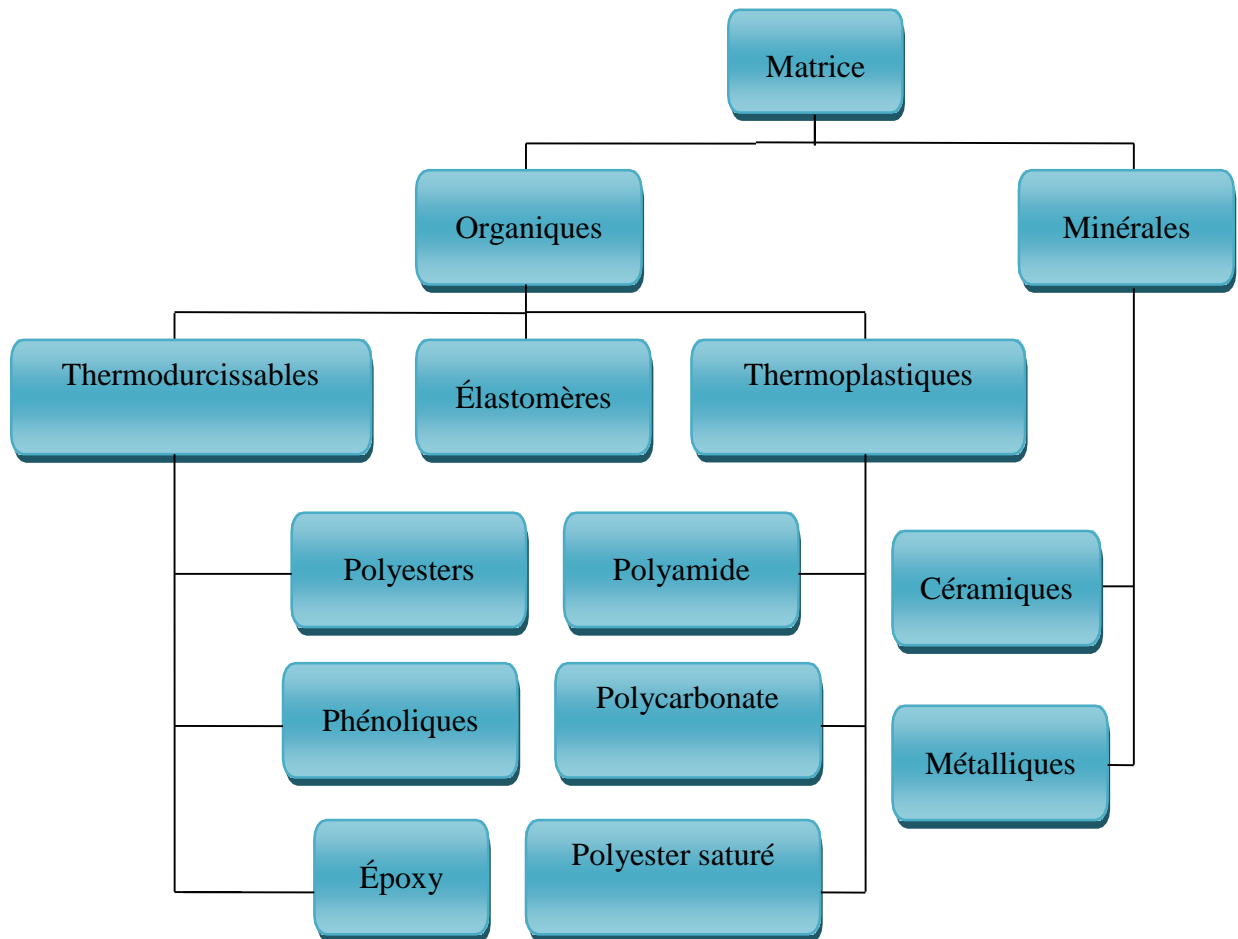 Matrice
Organiques
Minérales
Thermodurcissables
Élastomères
Thermoplastiques
Polyesters
Polyamide
Céramiques
Phénoliques
Polycarbonate
Métalliques
Époxy
Polyester saturé